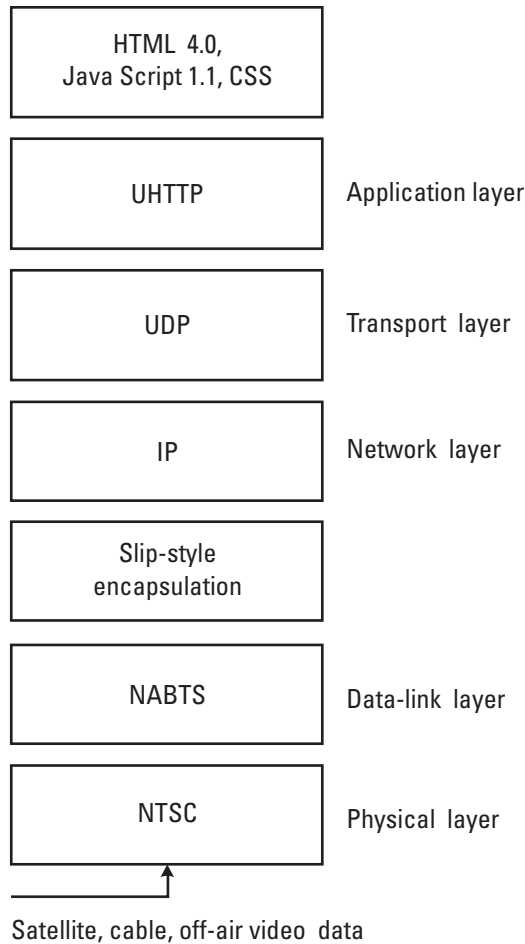 HTML 4.0,
Java Script 1.1, CSS
UHTTP
Application layer
UDP
Transport layer
IP
Network layer
Slip-style
encapsulation
NABTS
Data-link layer
NTSC
Physical layer
Satellite, cable, off-air video data